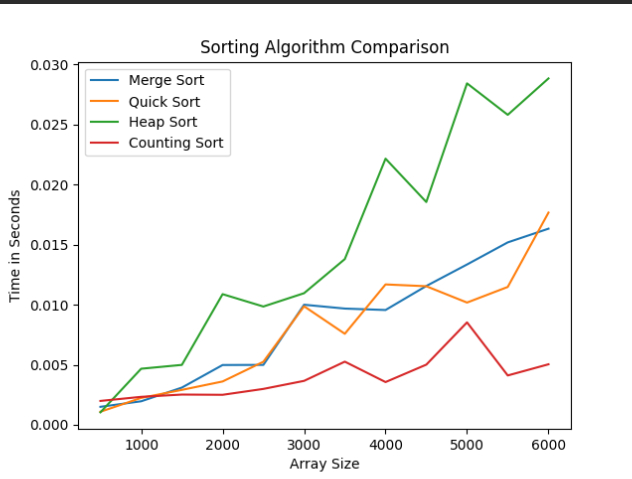 Sorting Algorithm Comparison
0.030
0.025
0.020
0.015
0.010
0.005
0.000
Time in Seconds
Merge Sort
Quick Sort
Heap Sort
Counting Sort
1000 2000 3000 4000 5000 6000
Array Size